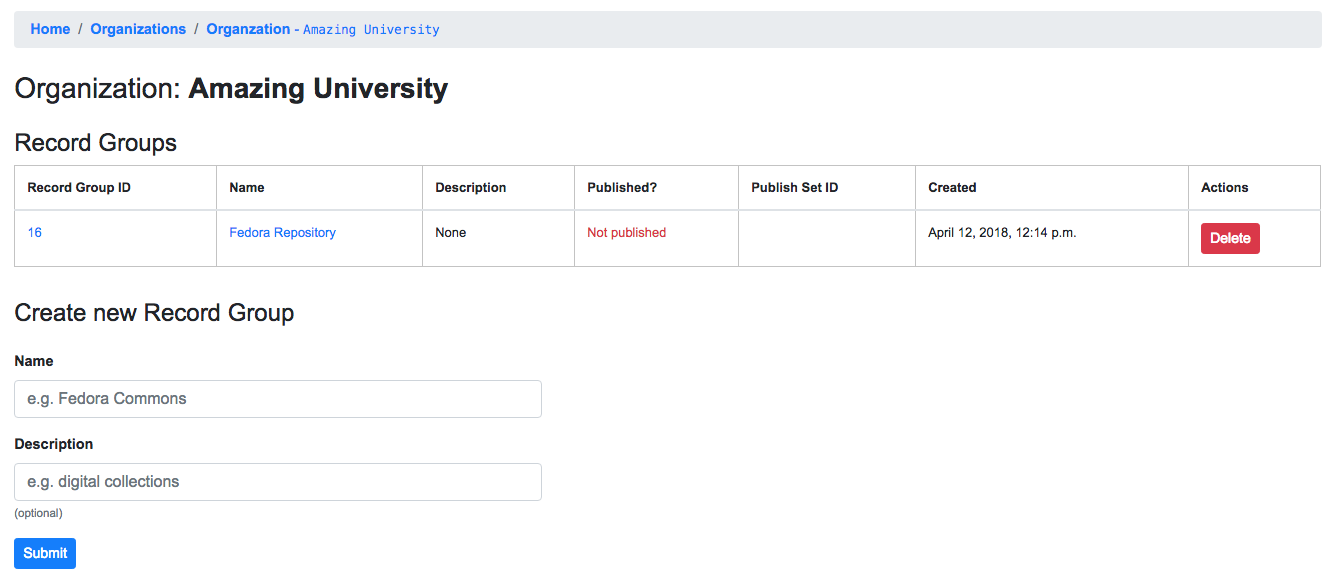 Home / Organizations / Organzation - Amazing University
Organization: Amazing University
Record Groups
Record Group ID Name Description Published? Publish Set ID Created Actions
16 Fedora Repository None Not published April 12, 2018, 12:14 p.m. Delete
Create new Record Group
Name
e.g. Fedora Commons
Description
e.g. digital collections
(optional)
Submit